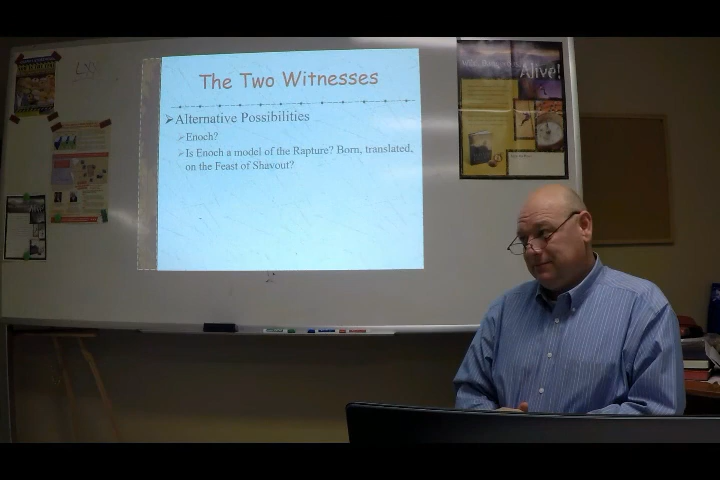 The Two Witnesses
Alternative Possibilities
Enoch?
Is Enoch a model of the Rapture? Born, translated,
on the Feast of Shavout?
LXX
Alive!